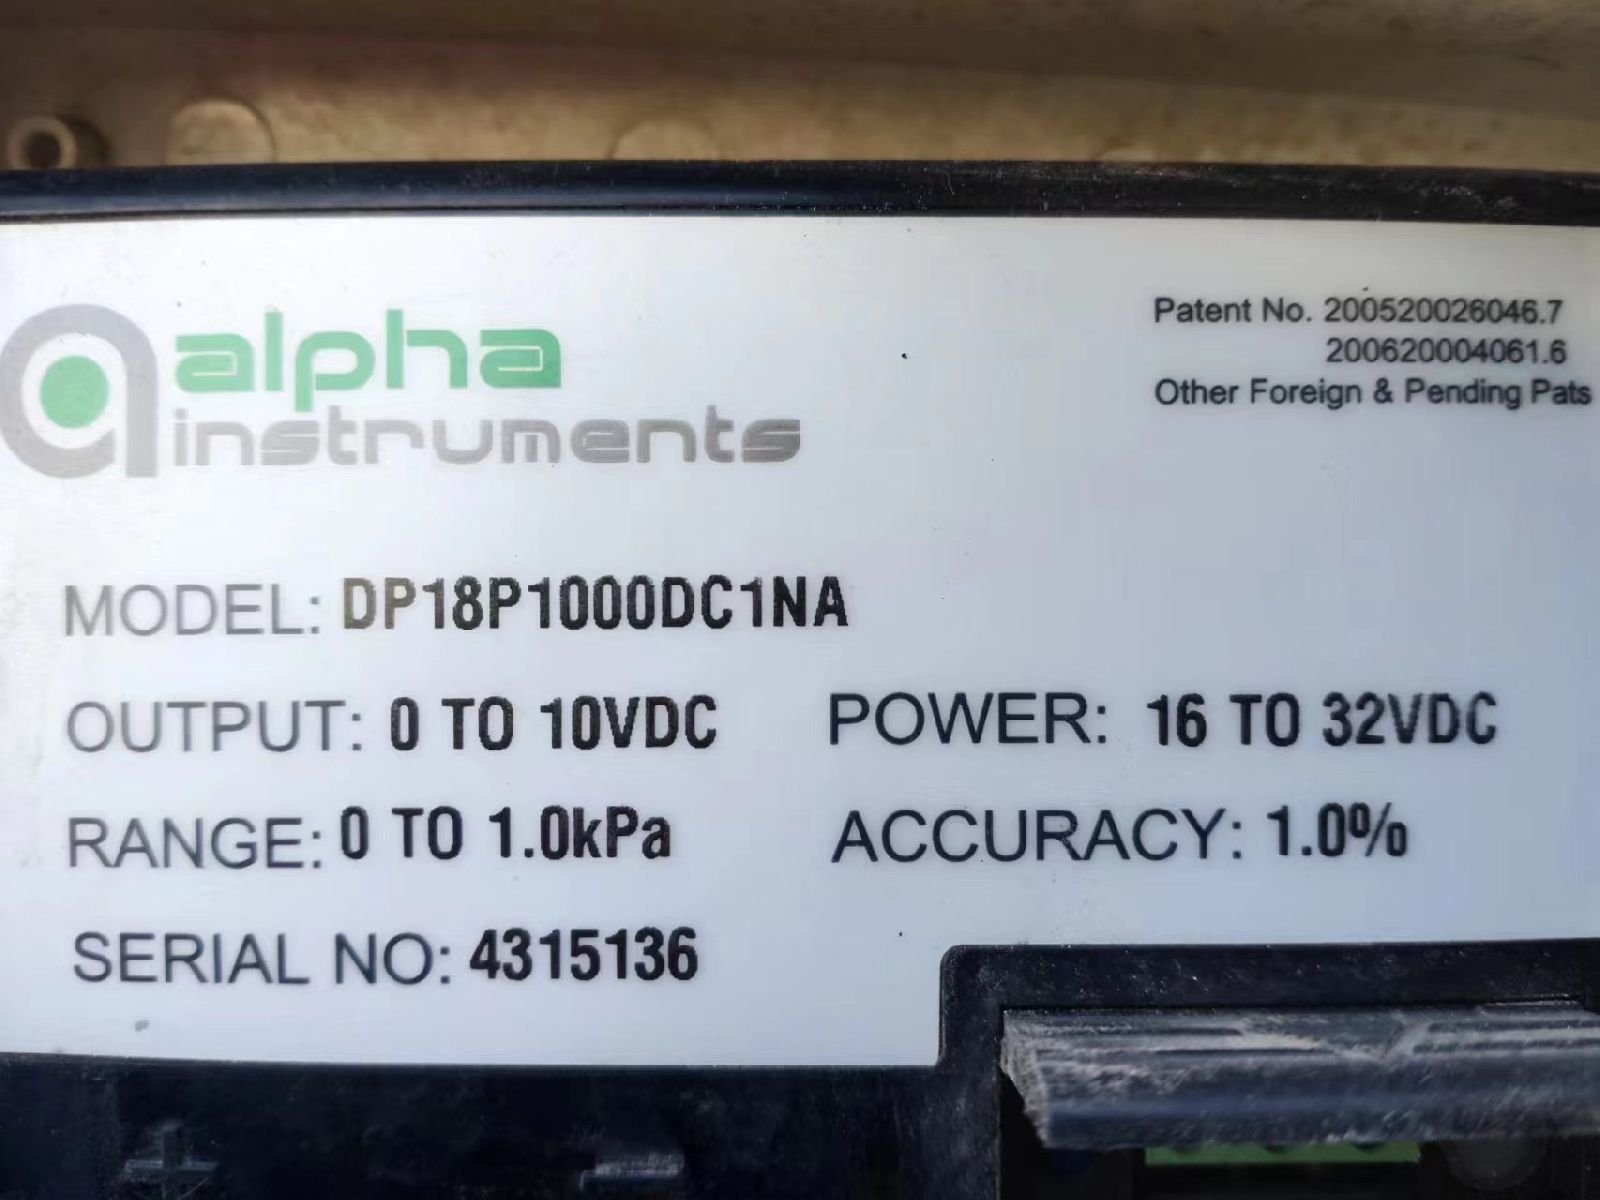 alpha
instruments
Patent No. 200520026046.7
200620004061.6
Other Foreign & Pending Pats
MODEL: DP18P1000DC1NA
OUTPUT: 0 TO 10VDC POWER: 16 TO 32VDC
RANGE: 0 TO 1.0kPa ACCURACY: 1.0%
SERIAL NO: 4315136
+ -